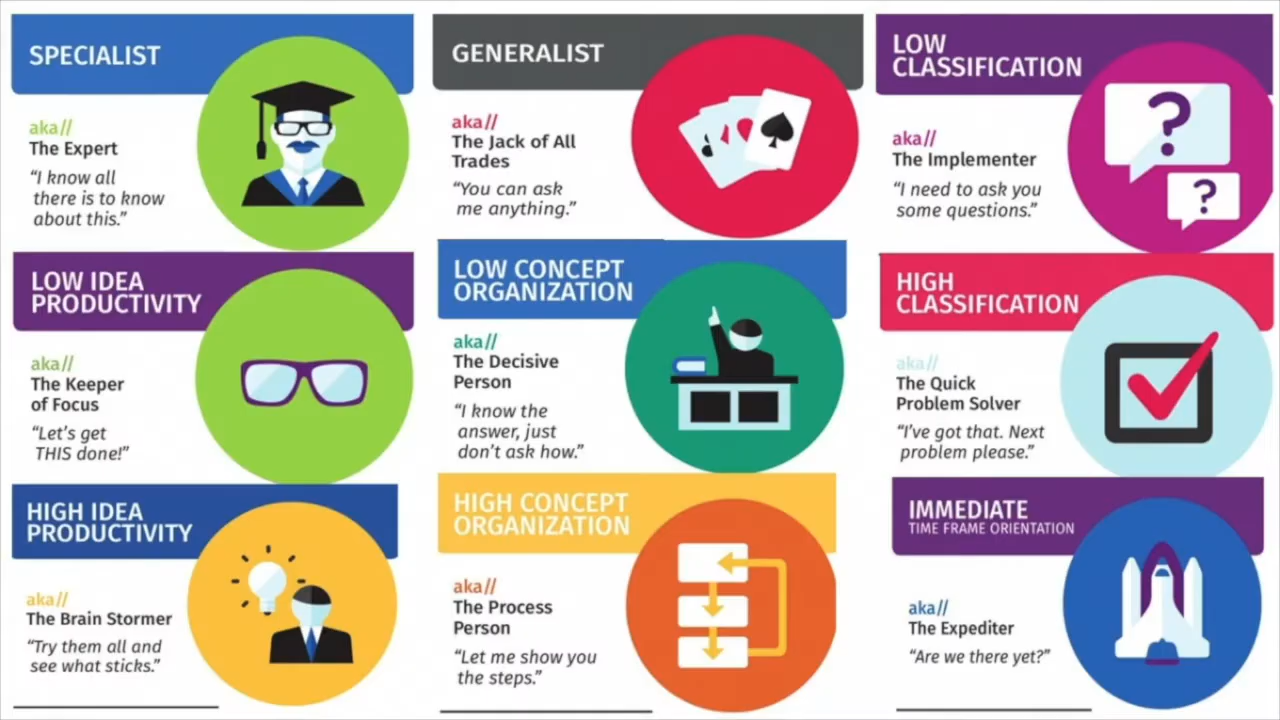 SPECIALIST
aka//
The Expert
“I know all
there is to know
about this.”
LOW IDEA
PRODUCTIVITY
aka//
The Keeper
of Focus
“Let’s get
THIS done!”
HIGH IDEA
PRODUCTIVITY
aka//
The Brain Stormer
“Try them all and
see what sticks.”
GENERALIST
aka//
The Jack of All
Trades
“You can ask
me anything.”
LOW CONCEPT
ORGANIZATION
aka//
The Decisive
Person
“I know the
answer, just
don’t ask how.”
HIGH CONCEPT
ORGANIZATION
aka//
The Process
Person
“Let me show you
the steps.”
LOW
CLASSIFICATION
aka//
The Implementer
“I need to ask you
some questions.”
? 
?
HIGH
CLASSIFICATION
aka//
The Quick
Problem Solver
“I’ve got that. Next
problem please.”
IMMEDIATE
TIME FRAME ORIENTATION
aka//
The Expediter
“Are we there yet?”